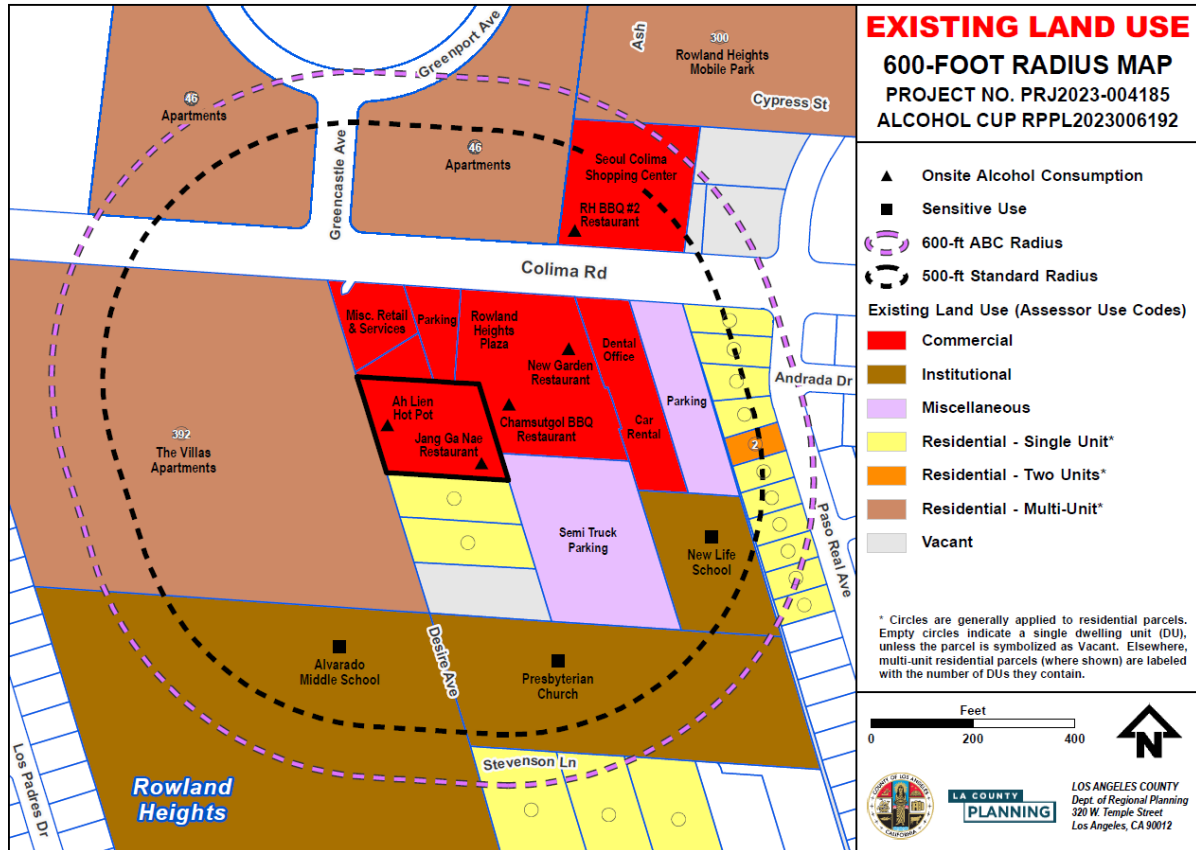 Greenport Ave
Ash
300
Rowland Heights
Mobile Park
Cypress St
46
Apartments
Greencastle Ave
46
Apartments
Seoul Colima
Shopping Center
RH BBQ #2
Restaurant
Colima Rd
Misc. Retail
& Services
Parking
Rowland
Heights
Plaza
New Garden
Restaurant
Dental
Office
Parking
Andrada Dr
Ah Lien
Hot Pot
Jang Ga Nae
Restaurant
Chamsutgol BBQ
Restaurant
Car
Rental
2
392
The Villas
Apartments
Semi Truck
Parking
New Life
School
Paso Real Ave
Alvarado
Middle School
Desire Ave
Presbyterian
Church
Stevenson Ln
Los Padres Dr
Rowland
Heights
EXISTING LAND USE
600-FOOT RADIUS MAP
PROJECT NO. PRJ2023-004185
ALCOHOL CUP RPPL2023006192
Onsite Alcohol Consumption
Sensitive Use
600-ft ABC Radius
500-ft Standard Radius
Existing Land Use (Assessor Use Codes)
Commercial
Institutional
Miscellaneous
Residential - Single Unit*
Residential - Two Units*
Residential - Multi-Unit*
Vacant
* Circles are generally applied to residential parcels.
Empty circles indicate a single dwelling unit (DU),
unless the parcel is symbolized as Vacant. Elsewhere,
multi-unit residential parcels (where shown) are labeled
with the number of DUs they contain.
Feet
0 200 400
N
COUNTY OF LOS ANGELES
CALIFORNIA
LA COUNTY
PLANNING
LOS ANGELES COUNTY
Dept. of Regional Planning
320 W. Temple Street
Los Angeles, CA 90012